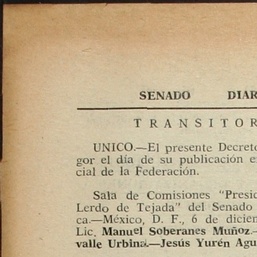 SENADO DIAR
TRANSITOR
UNICO.—El presente Decreto
gor el día de su publicación e
cial de la Federación.
Sala de Comisiones "Presid
Lerdo de Tejada" del Senado
ca.—México, D. F., 6 de dicien
Lic. Manuel Soberanes Muñoz.—
valle Urbina.—Jesús Yurén Agu